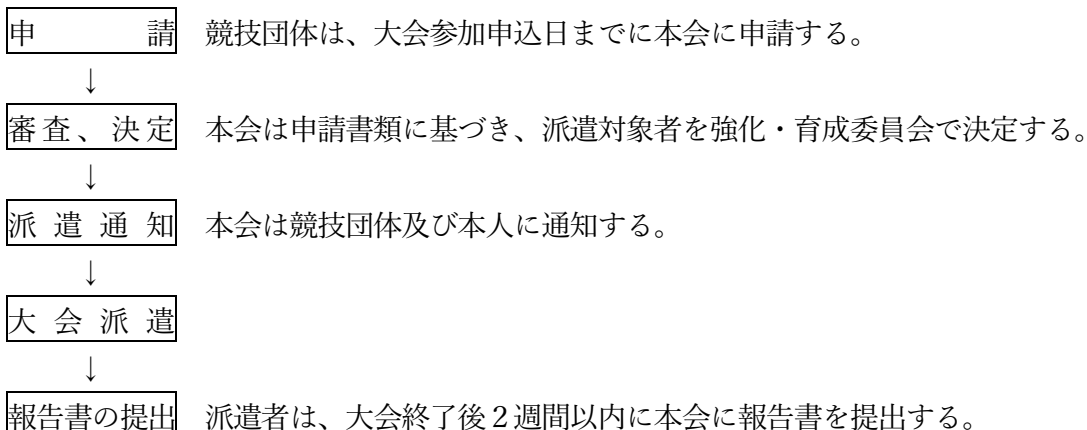 申請 競技団体は、大会参加申込日までに本会に申請する。
↓
審査、決定 本会は申請書類に基づき、派遣対象者を強化・育成委員会で決定する。
↓
派遣通知 本会は競技団体及び本人に通知する。
↓
大会派遣
↓
報告書の提出 派遣者は、大会終了後2週間以内に本会に報告書を提出する。